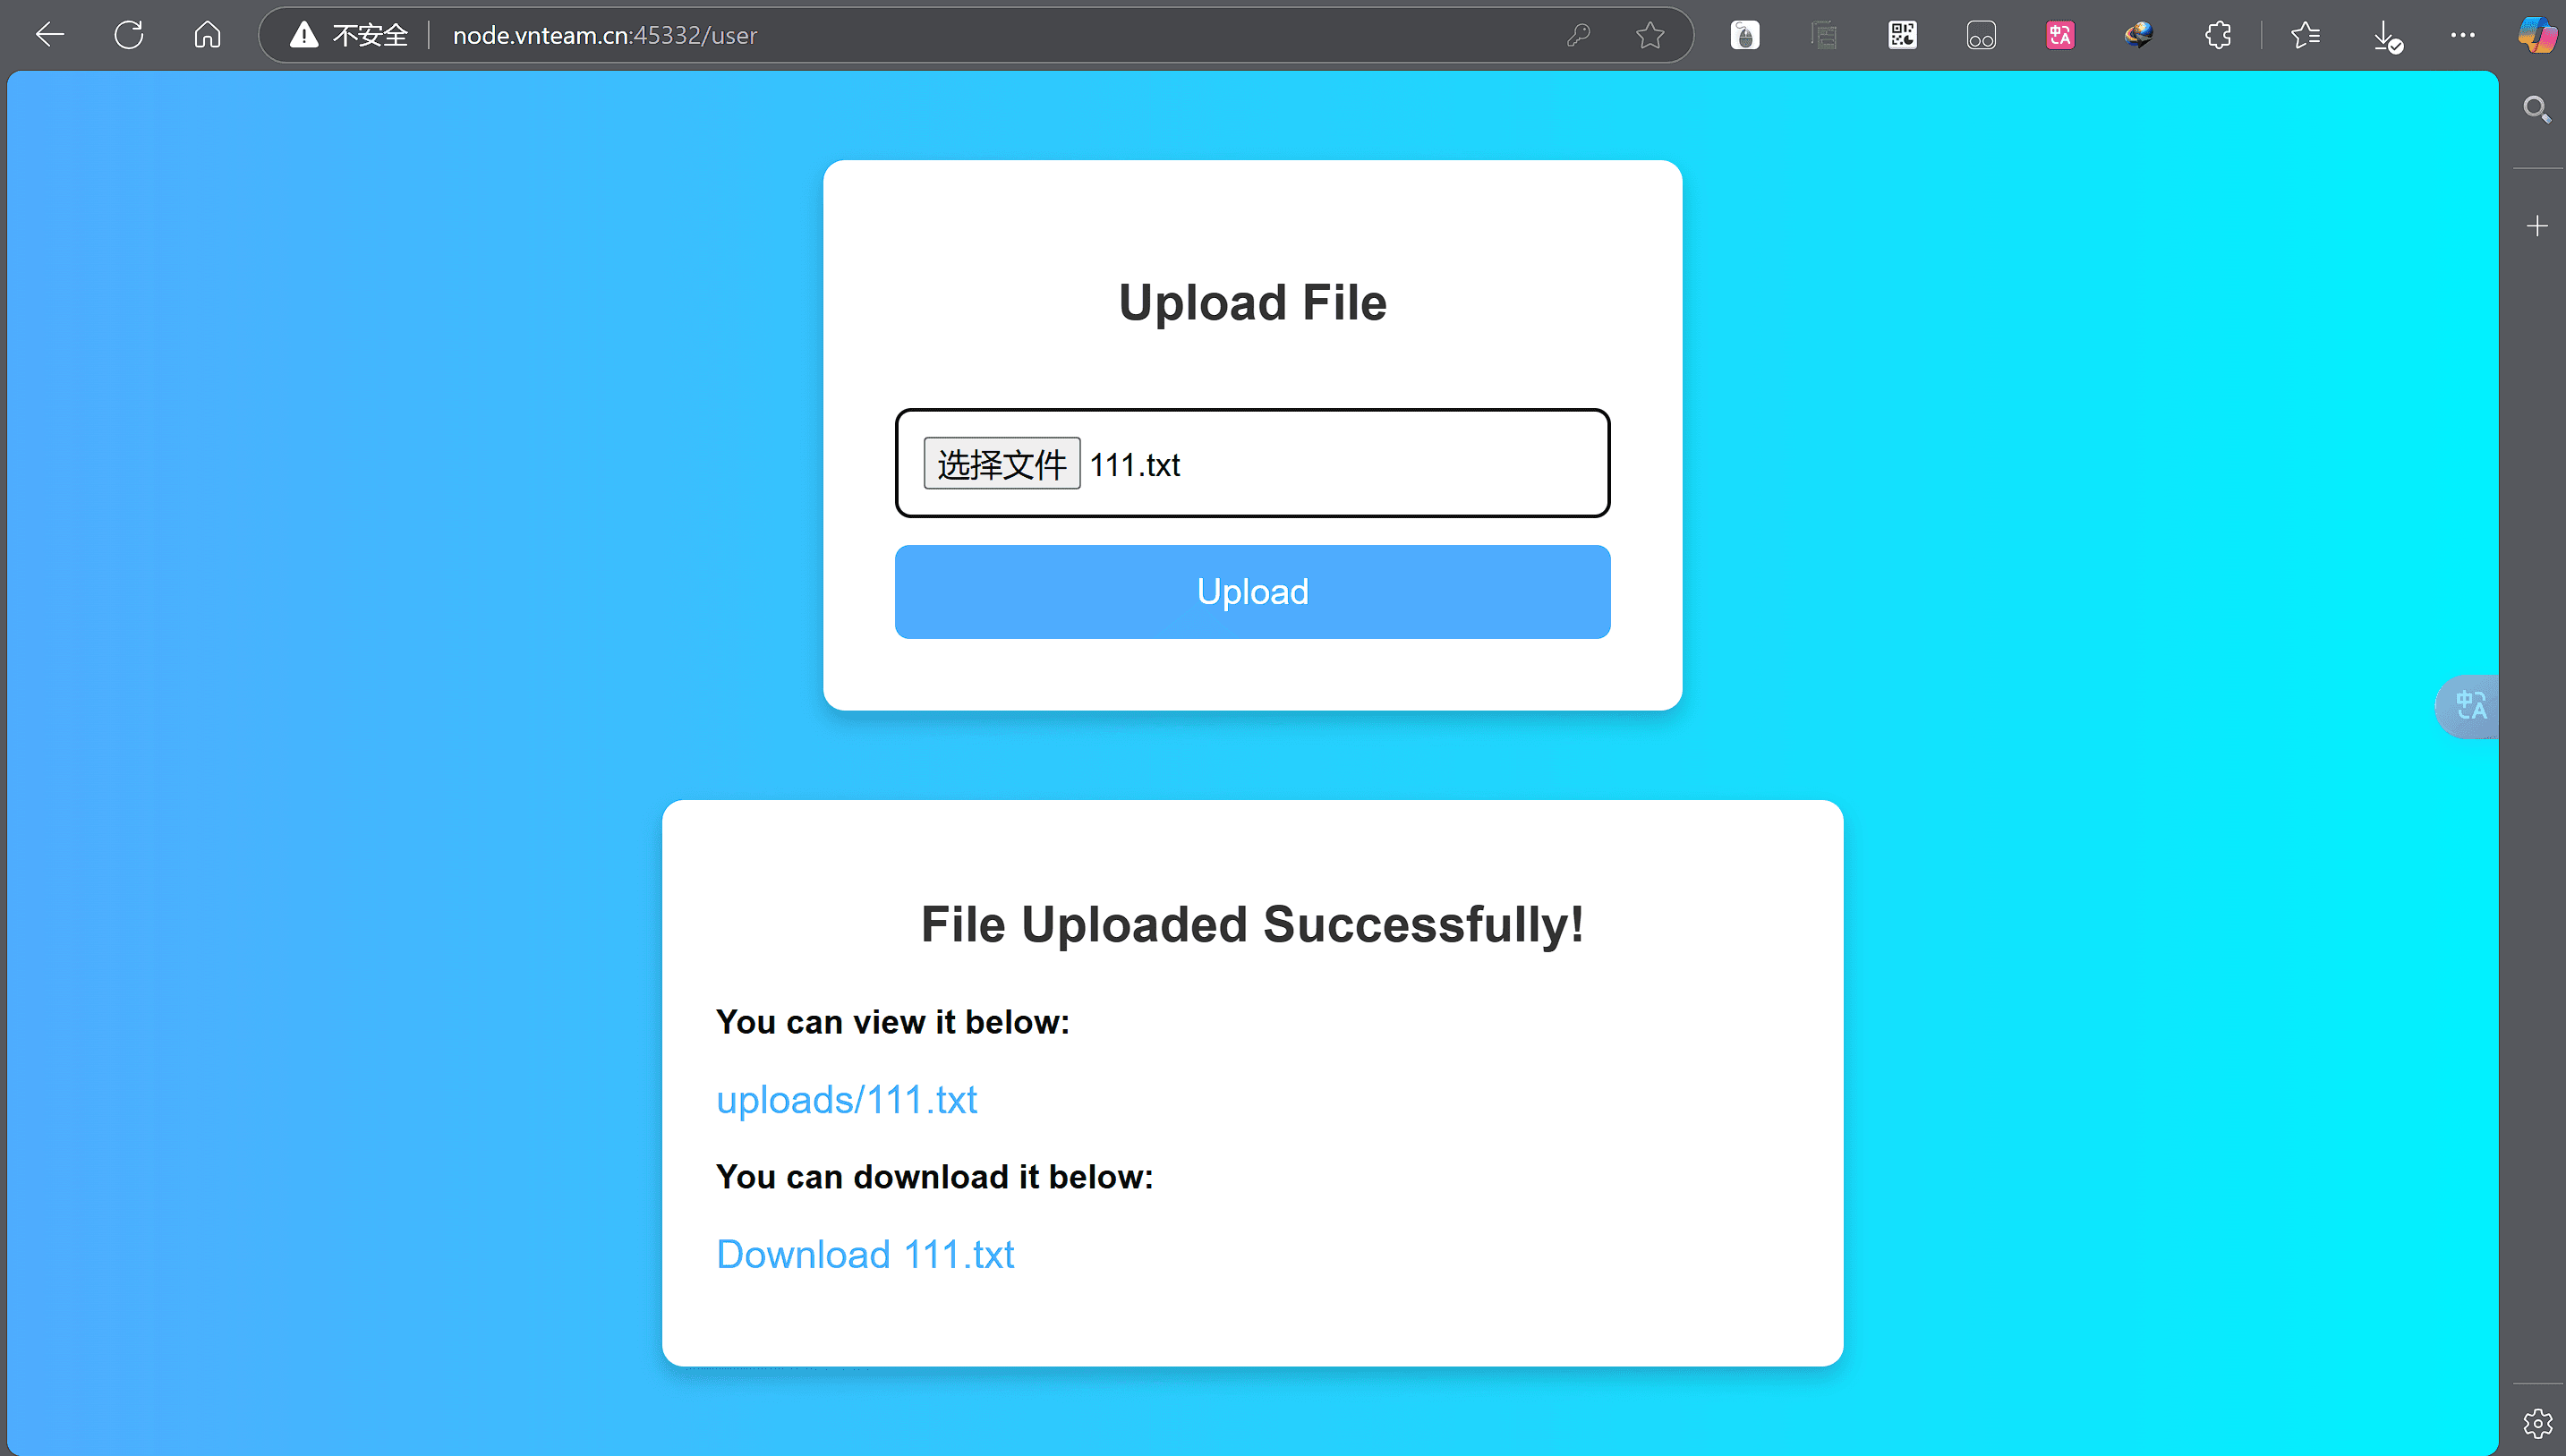 不安全 node.vnteam.cn:45332/user
Upload File
选择文件 111.txt
Upload
File Uploaded Successfully!
You can view it below:
uploads/111.txt
You can download it below:
Download 111.txt